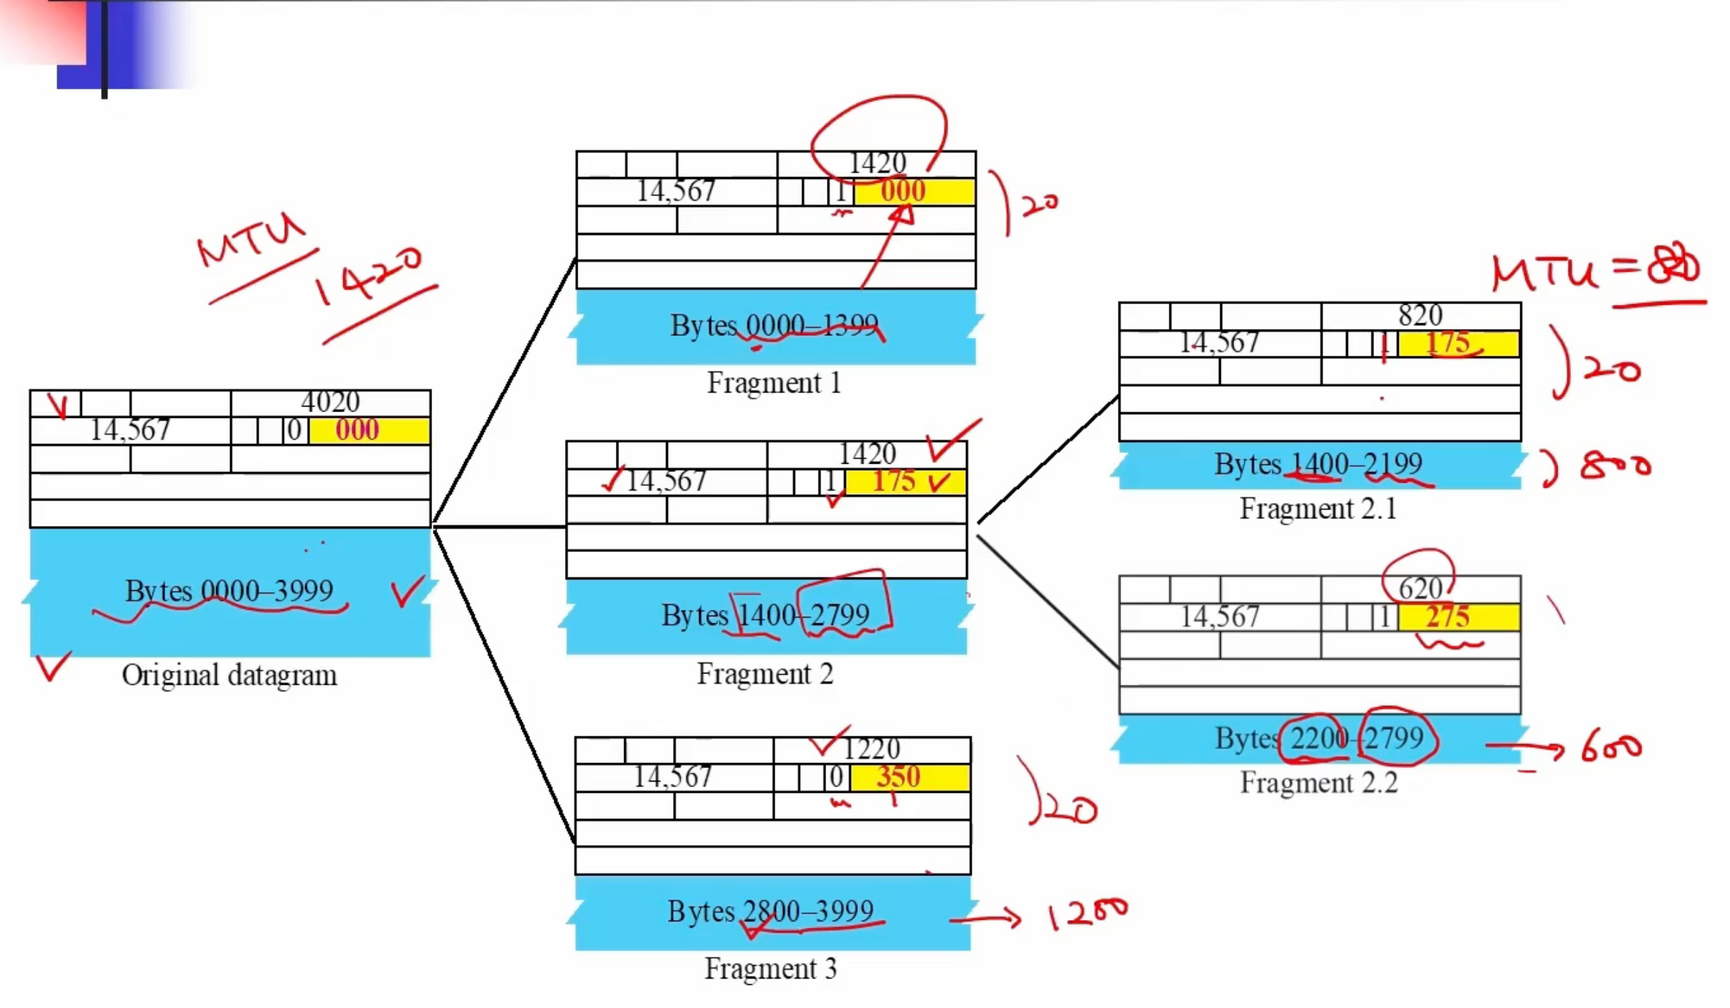 MTU
1420
4020
14,567 0 000
Bytes 0000–3999
Original datagram
1420
14,567 1 000
20
Bytes 0000–1399
Fragment 1
1420
14,567 1 175
Bytes 1400–2799
Fragment 2
1220
14,567 0 350
20
Bytes 2800–3999
1200
Fragment 3
MTU =
820
14,567 1 175
20
Bytes 1400–2199
800
Fragment 2.1
620
14,567 1 275
Bytes 2200–2799
600
Fragment 2.2